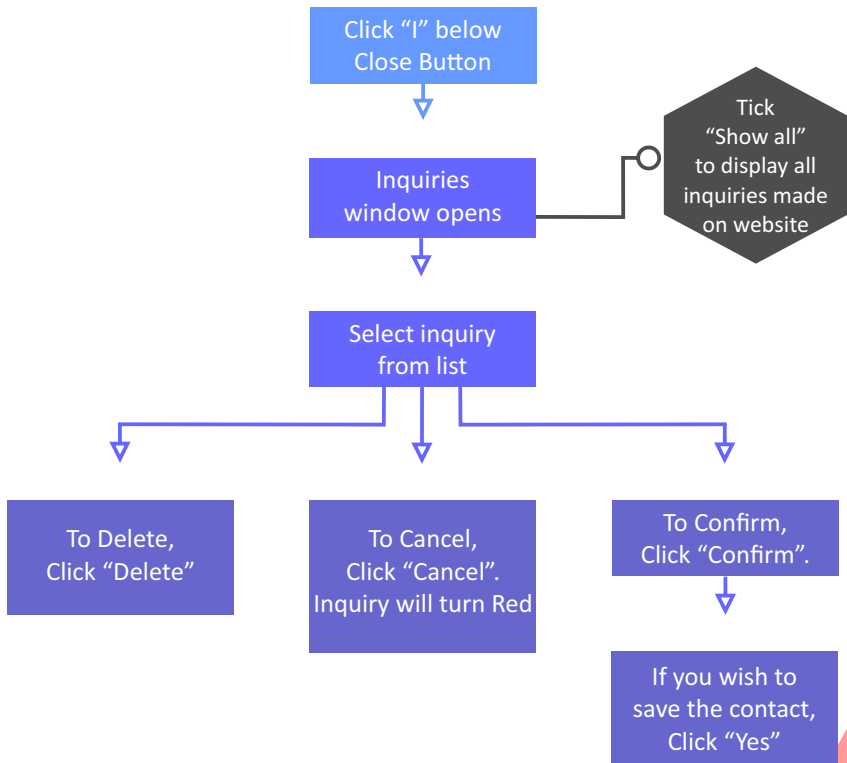 Click “I” below
Close Button
Tick
“Show all”
to display all
inquiries made
on website
Inquiries
window opens
Select inquiry
from list
To Delete,
Click “Delete”
To Cancel,
Click “Cancel”.
Inquiry will turn Red
To Confirm,
Click “Confirm”.
If you wish to
save the contact,
Click “Yes”